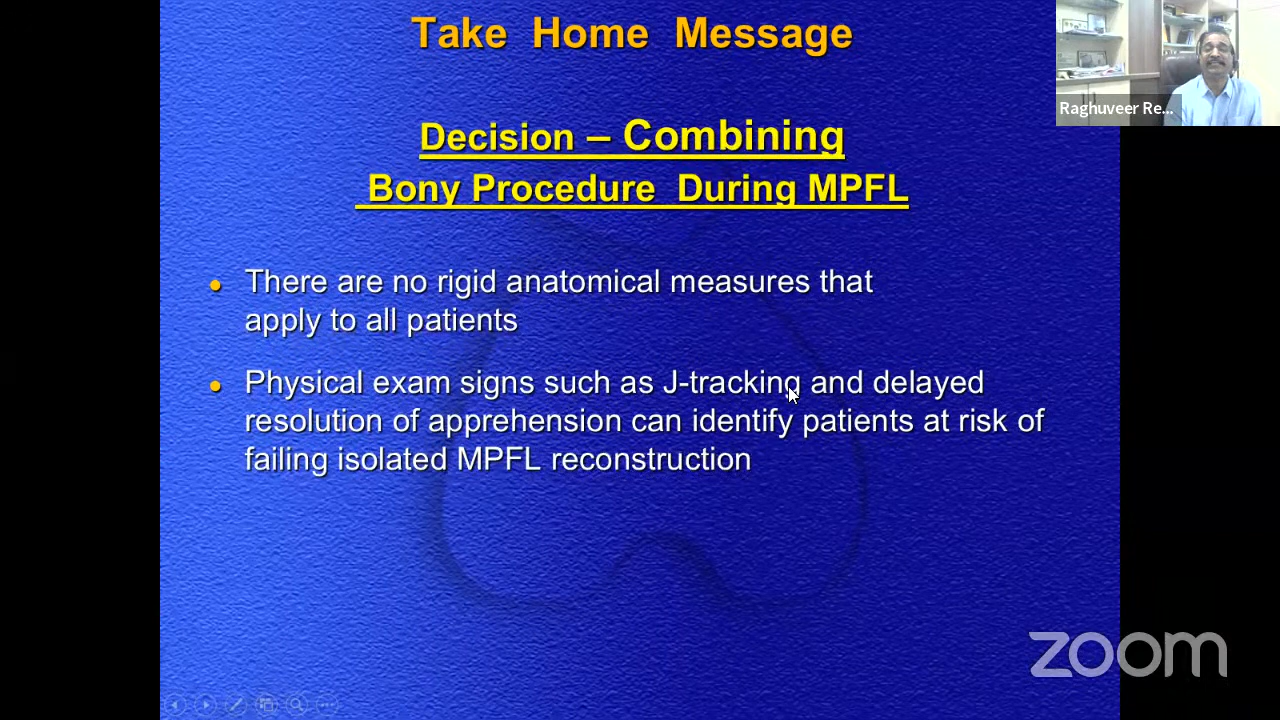 Take Home Message
Decision – Combining
Bony Procedure During MPFL
There are no rigid anatomical measures that
apply to all patients
Physical exam signs such as J-tracking and delayed
resolution of apprehension can identify patients at risk of
failing isolated MPFL reconstruction
Raghuveer Re...
zoom